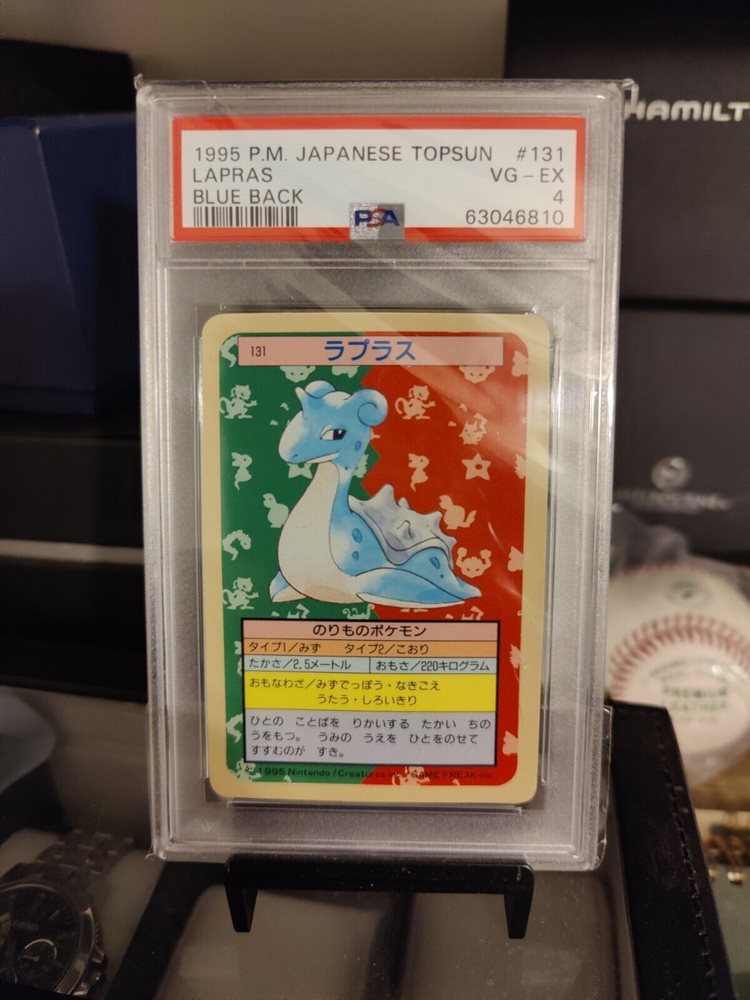 HAMILT
1995 P.M. JAPANESE TOPSUN #131
LAPRAS VG-EX
BLUE BACK 4
PSA 63046810
131 ラプラス
のりものポケモン
タイプ1/みず タイプ2/こおり
たかさ/2.5メートル おもさ/220キログラム
おもなわざ/みずでっぽう・なきごえ
うたう・しろいきり
ひとの ことばを りかいする たかい ちの
うをもつ。 うみの うえを ひとをのせて
すすむのが すき。
© 1995 Nintendo/Creatures inc. GAME FREAK inc.